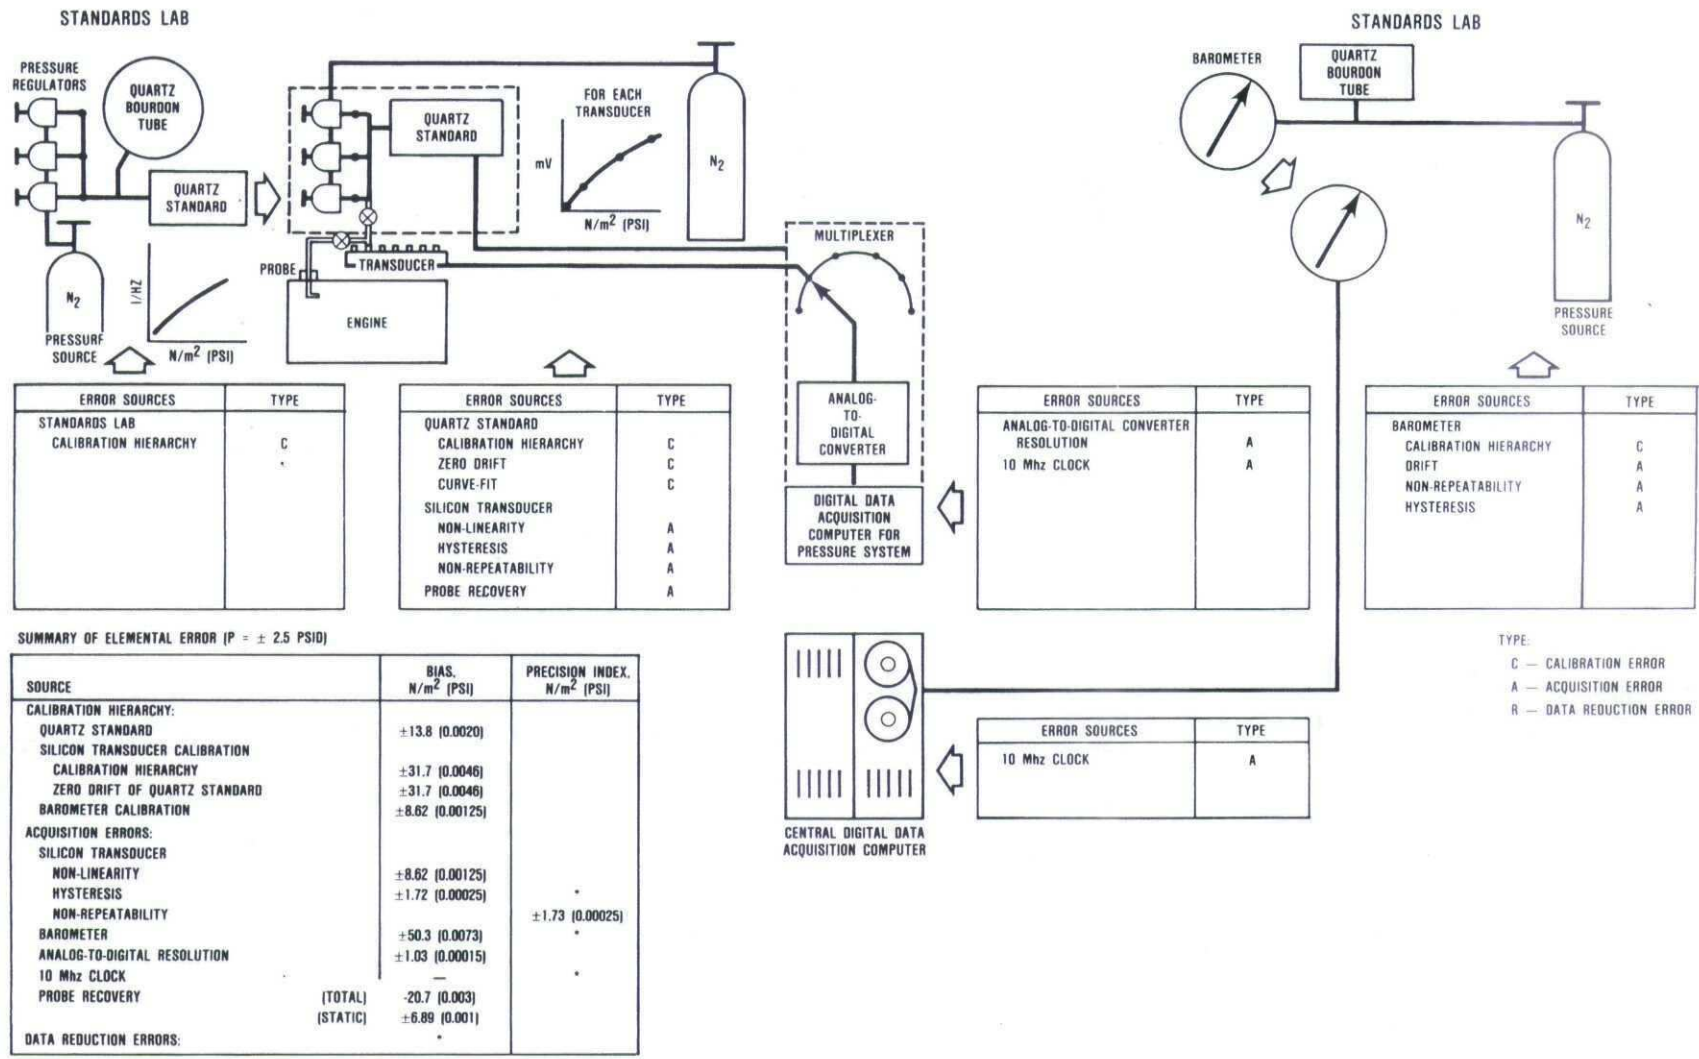 STANDARDS LAB
PRESSURE
REGULATORS
QUARTZ
BOURDON
TUBE
QUARTZ
STANDARD
N2
PRESSURE
SOURCE
I/HZ
N/m2 (PSI)
QUARTZ
STANDARD
FOR EACH
TRANSDUCER
mV
N/m2 (PSI)
N2
PROBE
TRANSDUCER
ENGINE
MULTIPLEXER
ANALOG-
TO-
DIGITAL
CONVERTER
DIGITAL DATA
ACQUISITION
COMPUTER FOR
PRESSURE SYSTEM
STANDARDS LAB
BAROMETER
QUARTZ
BOURDON
TUBE
N2
PRESSURE
SOURCE
ERROR SOURCES TYPE
STANDARDS LAB
CALIBRATION HIERARCHY C
ERROR SOURCES TYPE
QUARTZ STANDARD
CALIBRATION HIERARCHY C
ZERO DRIFT C
CURVE-FIT C
SILICON TRANSDUCER
NON-LINEARITY A
HYSTERESIS A
NON-REPEATABILITY A
PROBE RECOVERY A
ERROR SOURCES TYPE
ANALOG-TO-DIGITAL CONVERTER
RESOLUTION A
10 Mhz CLOCK A
ERROR SOURCES TYPE
BAROMETER
CALIBRATION HIERARCHY C
DRIFT A
NON-REPEATABILITY A
HYSTERESIS A
SUMMARY OF ELEMENTAL ERROR (P = ± 2.5 PSID)
SOURCE BIAS, N/m2 (PSI) PRECISION INDEX, N/m2 (PSI)
CALIBRATION HIERARCHY:
QUARTZ STANDARD ±13.8 (0.0020)
SILICON TRANSDUCER CALIBRATION
CALIBRATION HIERARCHY ±31.7 (0.0046)
ZERO DRIFT OF QUARTZ STANDARD ±31.7 (0.0046)
BAROMETER CALIBRATION ±8.62 (0.00125)
ACQUISITION ERRORS:
SILICON TRANSDUCER
NON-LINEARITY ±8.62 (0.00125)
HYSTERESIS ±1.72 (0.00025) *
NON-REPEATABILITY ±1.73 (0.00025)
BAROMETER ±50.3 (0.0073) *
ANALOG-TO-DIGITAL RESOLUTION ±1.03 (0.00015)
10 Mhz CLOCK — *
PROBE RECOVERY (TOTAL) -20.7 (0.003)
(STATIC) ±6.89 (0.001)
DATA REDUCTION ERRORS: *
CENTRAL DIGITAL DATA
ACQUISITION COMPUTER
ERROR SOURCES TYPE
10 Mhz CLOCK A
TYPE:
C — CALIBRATION ERROR
A — ACQUISITION ERROR
R — DATA REDUCTION ERROR